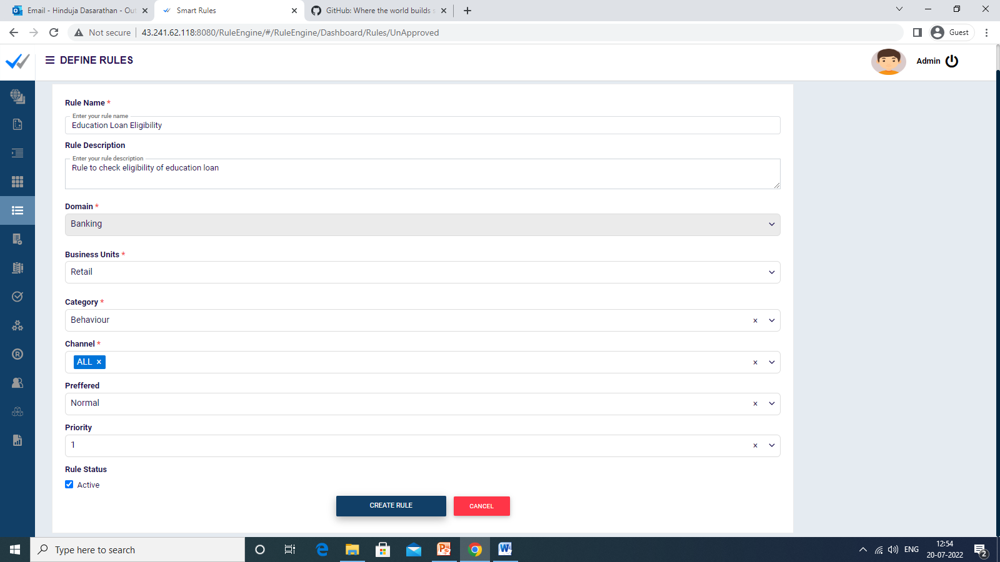 Email - Hinduja Dasarathan - Out
Smart Rules
GitHub: Where the world builds s
Not secure
43.241.62.118:8080/RuleEngine/#/RuleEngine/Dashboard/Rules/UnApproved
Guest
DEFINE RULES
Admin
Rule Name *
Enter your rule name
Education Loan Eligibility
Rule Description
Enter your rule description
Rule to check eligibility of education loan
Domain *
Banking
Business Units *
Retail
Category *
Behaviour
Channel *
ALL ×
Preffered
Normal
Priority
1
Rule Status
Active
CREATE RULE
CANCEL
Type here to search
ENG
12:54
20-07-2022
2